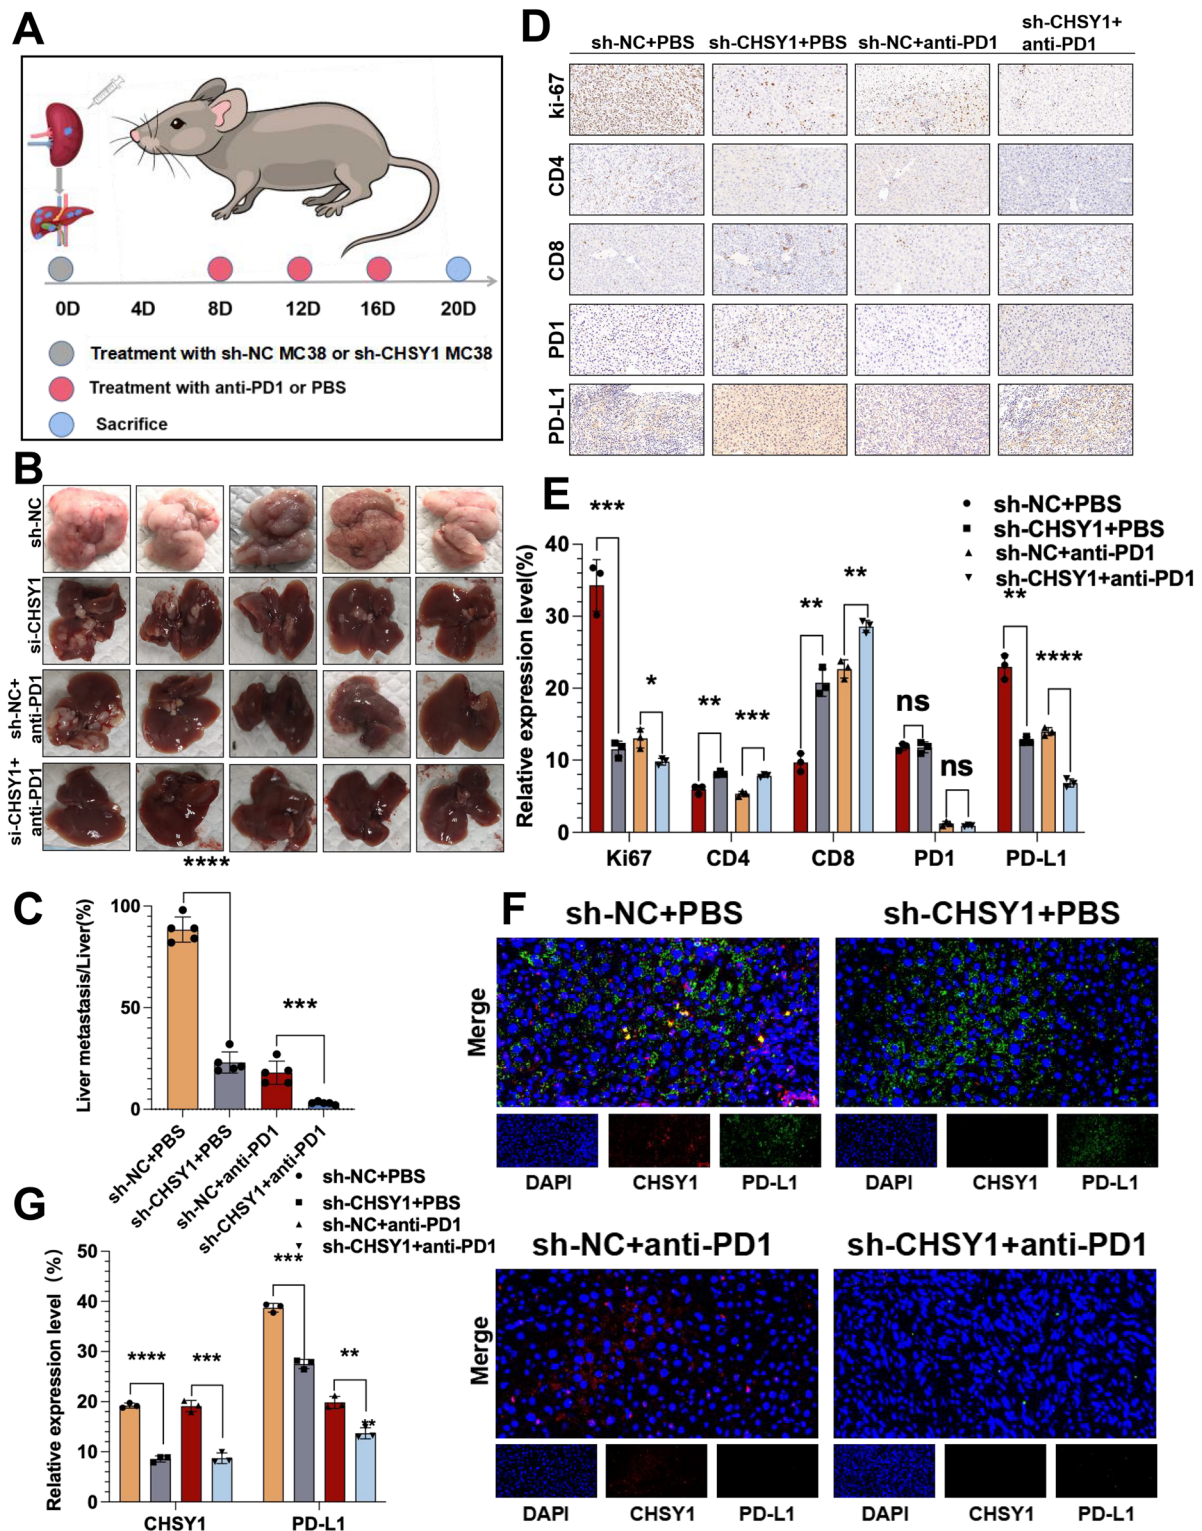 A
0D 4D 8D 12D 16D 20D
Treatment with sh-NC MC38 or sh-CHSY1 MC38
Treatment with anti-PD1 or PBS
Sacrifice
B
sh-NC
si-CHSY1
sh-NC+
anti-PD1
si-CHSY1+
anti-PD1
C
****
***
Liver metastasis/Liver(%)
100
50
0
sh-NC+PBS
sh-CHSY1+PBS
sh-NC+anti-PD1
sh-CHSY1+anti-PD1
D
sh-NC+PBS sh-CHSY1+PBS sh-NC+anti-PD1 sh-CHSY1+
anti-PD1
ki-67
CD4
CD8
PD1
PD-L1
E
sh-NC+PBS
sh-CHSY1+PBS
sh-NC+anti-PD1
sh-CHSY1+anti-PD1
Relative expression level(%)
40
30
20
10
0
***
*
**
***
**
**
ns
ns
**
****
Ki67 CD4 CD8 PD1 PD-L1
F
sh-NC+PBS sh-CHSY1+PBS
Merge
DAPI CHSY1 PD-L1 DAPI CHSY1 PD-L1
sh-NC+anti-PD1 sh-CHSY1+anti-PD1
Merge
DAPI CHSY1 PD-L1 DAPI CHSY1 PD-L1
G
sh-NC+PBS
sh-CHSY1+PBS
sh-NC+anti-PD1
sh-CHSY1+anti-PD1
Relative expression level (%)
50
40
30
20
10
0
****
***
***
**
**
CHSY1 PD-L1